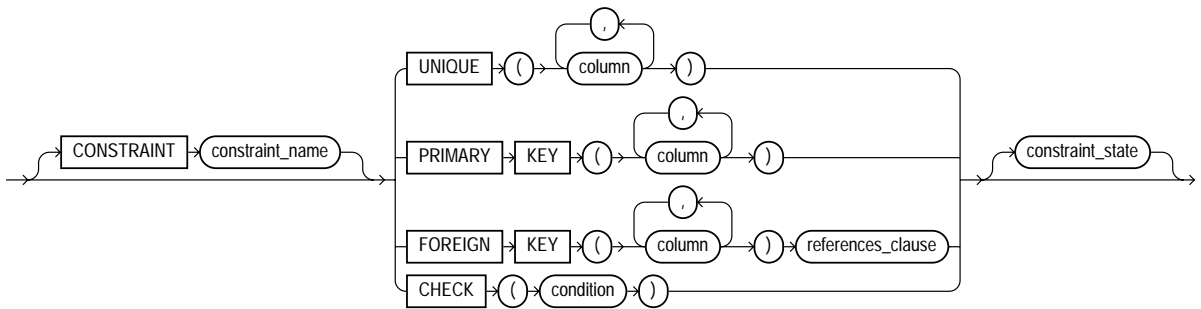 ,
UNIQUE ( column )
,
CONSTRAINT constraint_name PRIMARY KEY ( column ) constraint_state
,
FOREIGN KEY ( column ) references_clause
CHECK ( condition )